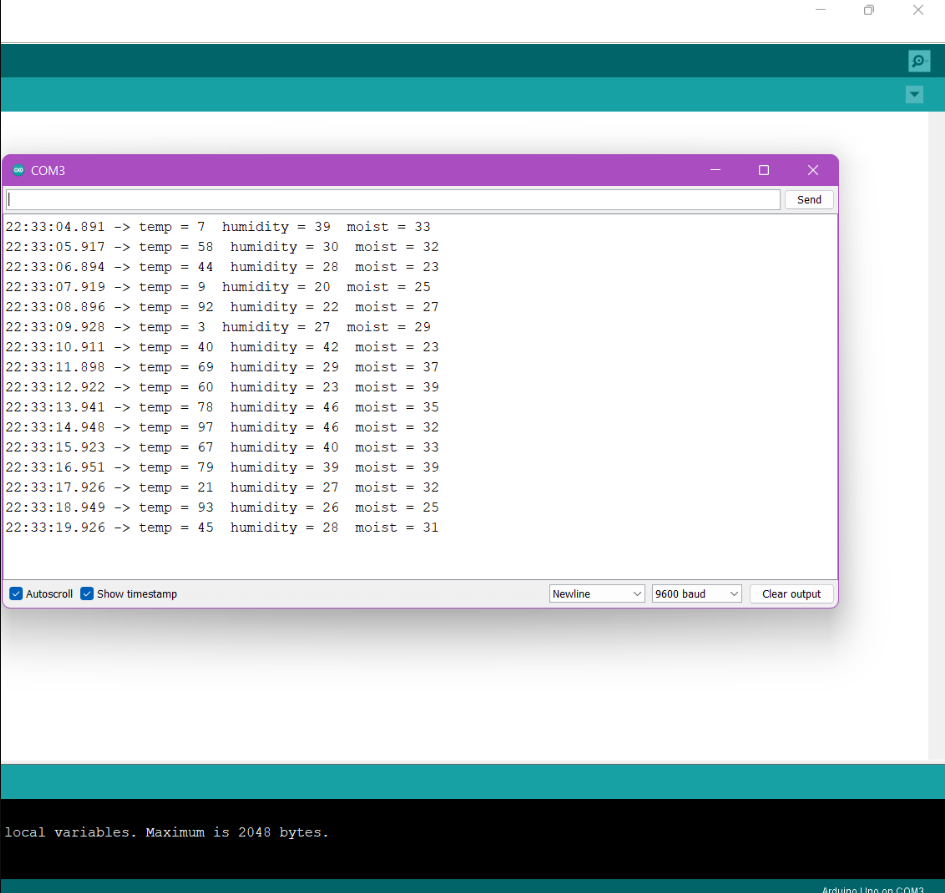 COM3
Send
22:33:04.891 -> temp = 7  humidity = 39  moist = 33
22:33:05.917 -> temp = 58  humidity = 30  moist = 32
22:33:06.894 -> temp = 44  humidity = 28  moist = 23
22:33:07.919 -> temp = 9  humidity = 20  moist = 25
22:33:08.896 -> temp = 92  humidity = 22  moist = 27
22:33:09.928 -> temp = 3  humidity = 27  moist = 29
22:33:10.911 -> temp = 40  humidity = 42  moist = 23
22:33:11.898 -> temp = 69  humidity = 29  moist = 37
22:33:12.922 -> temp = 60  humidity = 23  moist = 39
22:33:13.941 -> temp = 78  humidity = 46  moist = 35
22:33:14.948 -> temp = 97  humidity = 46  moist = 32
22:33:15.923 -> temp = 67  humidity = 40  moist = 33
22:33:16.951 -> temp = 79  humidity = 39  moist = 39
22:33:17.926 -> temp = 21  humidity = 27  moist = 32
22:33:18.949 -> temp = 93  humidity = 26  moist = 25
22:33:19.926 -> temp = 45  humidity = 28  moist = 31
Autoscroll Show timestamp Newline 9600 baud Clear output
local variables. Maximum is 2048 bytes.
Arduino Uno on COM3